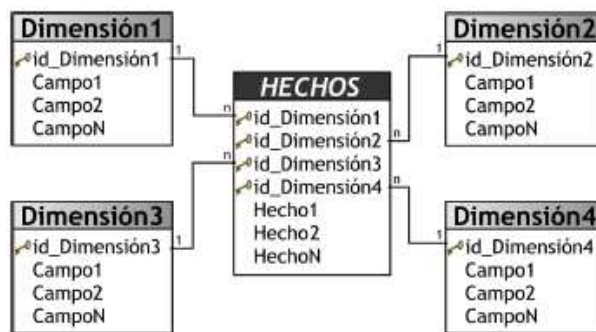 Dimensión1
id_Dimensión1
Campo1
Campo2
CampoN
1
n
HECHOS
id_Dimensión1
id_Dimensión2
id_Dimensión3
id_Dimensión4
Hecho1
Hecho2
HechoN
Dimensión2
id_Dimensión2
Campo1
Campo2
CampoN
1
n
Dimensión3
id_Dimensión3
Campo1
Campo2
CampoN
1
n
Dimensión4
id_Dimensión4
Campo1
Campo2
CampoN
1
n